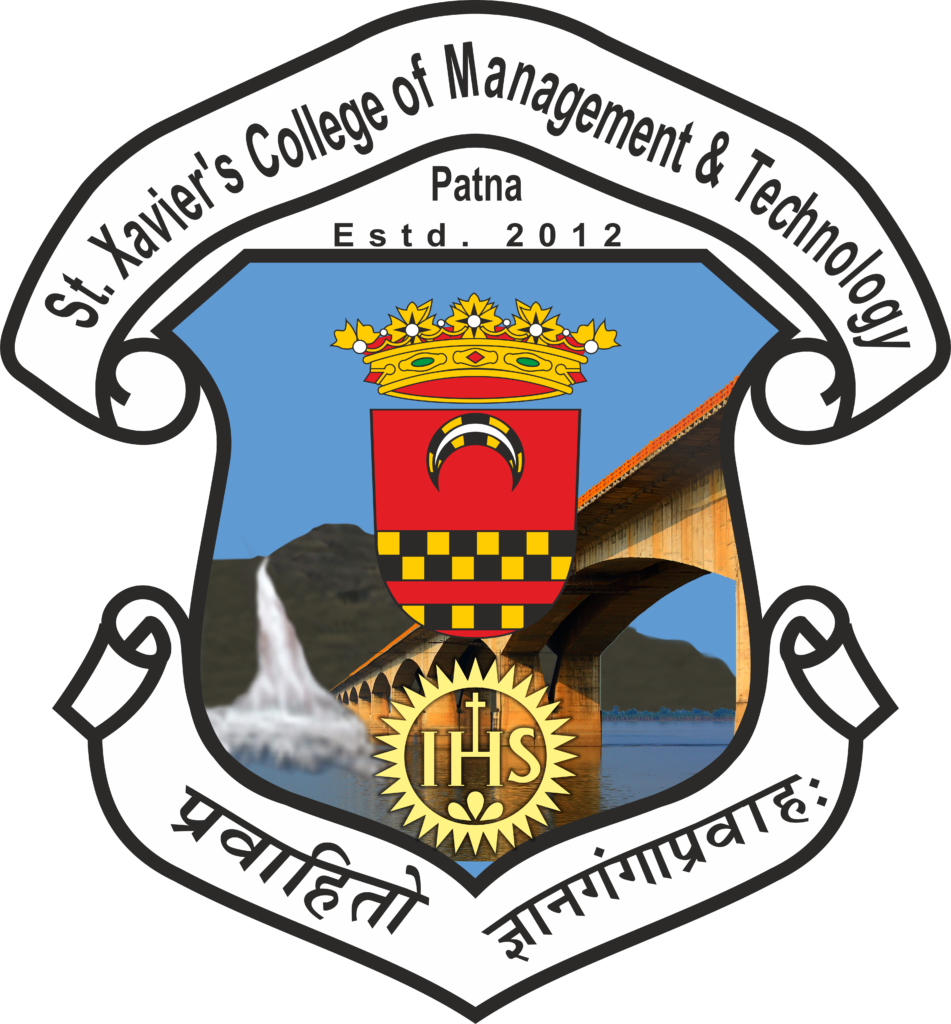 St. Xavier's College of Management & Technology
Patna
Estd. 2012
IHS
प्रवाहितो ज्ञानगंगाप्रवाहः